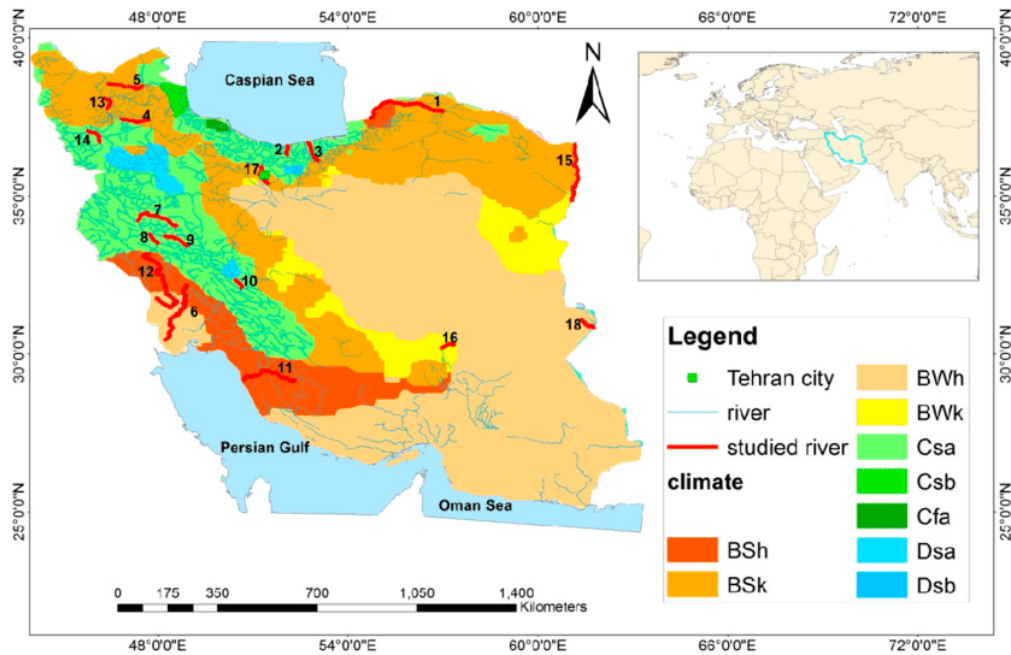 48°0'0"E 54°0'0"E 60°0'0"E 66°0'0"E 72°0'0"E
40°0'0"N
40°0'0"N
35°0'0"N
35°0'0"N
30°0'0"N
30°0'0"N
25°0'0"N
25°0'0"N
Caspian Sea
N
5
1
13
4
14
2
3
17
15
7
8
9
12
10
6
18
16
11
Persian Gulf
Oman Sea
Legend
Tehran city
river
studied river
climate
BSh
BSk
BWh
BWk
Csa
Csb
Cfa
Dsa
Dsb
0 175 350 700 1,050 1,400
Kilometers
48°0'0"E 54°0'0"E 60°0'0"E 66°0'0"E 72°0'0"E